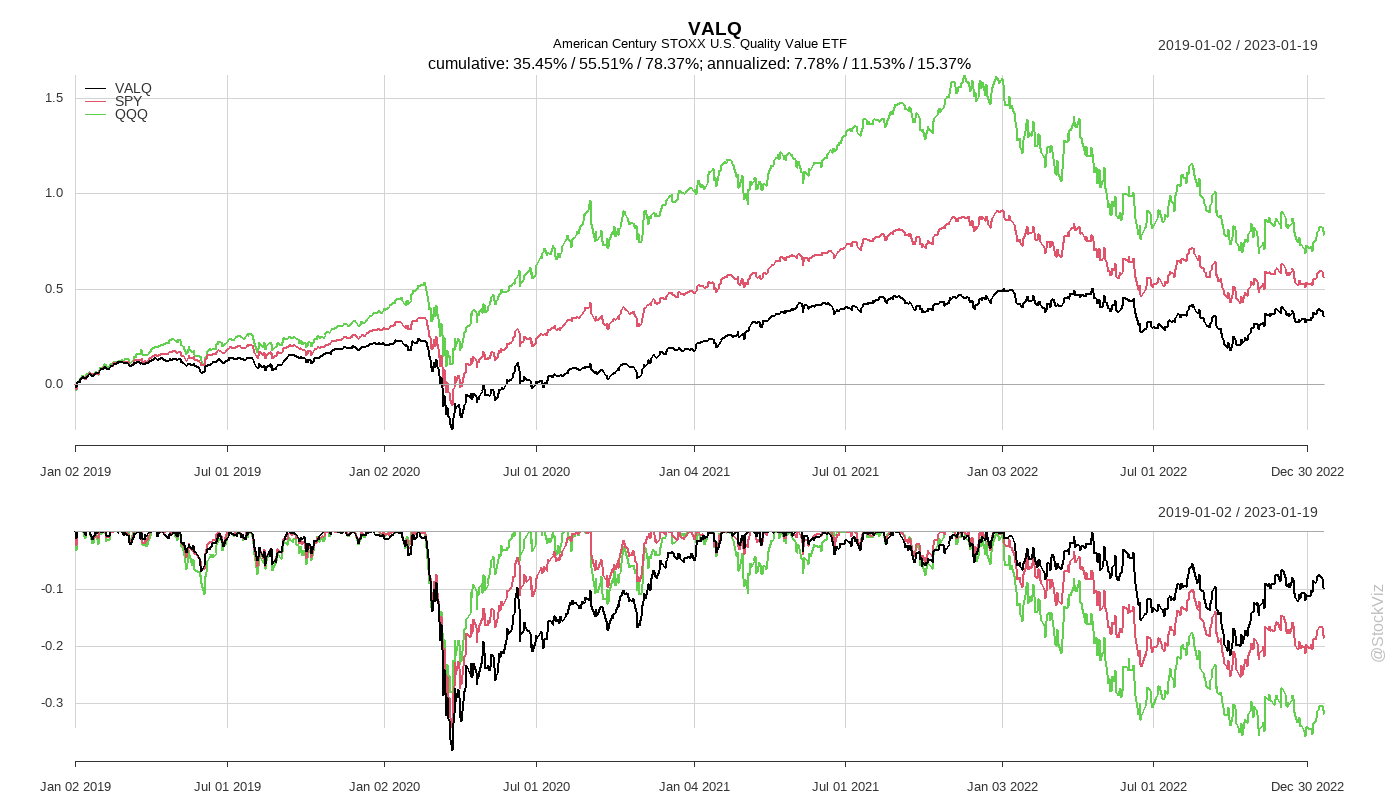 VALQ
American Century STOXX U.S. Quality Value ETF
2019-01-02 / 2023-01-19
cumulative: 35.45% / 55.51% / 78.37%; annualized: 7.78% / 11.53% / 15.37%
VALQ
SPY
QQQ
1.5
1.0
0.5
0.0
Jan 02 2019 Jul 01 2019 Jan 02 2020 Jul 01 2020 Jan 04 2021 Jul 01 2021 Jan 03 2022 Jul 01 2022 Dec 30 2022
2019-01-02 / 2023-01-19
-0.1
-0.2
-0.3
Jan 02 2019 Jul 01 2019 Jan 02 2020 Jul 01 2020 Jan 04 2021 Jul 01 2021 Jan 03 2022 Jul 01 2022 Dec 30 2022
@StockViz